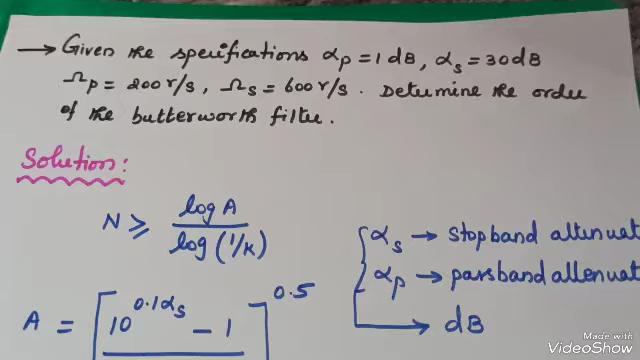 → Given the specifications αp = 1 dB, αs = 30 dB
Ωp = 200 r/s, Ωs = 600 r/s. Determine the order
of the butterworth filter.
Solution:
N ≥ log A / log (1/k)
αs → stopband attenuat
αp → passband attenuat
→ dB
A = [10^0.1αs − 1]^0.5
Made with
VideoShow